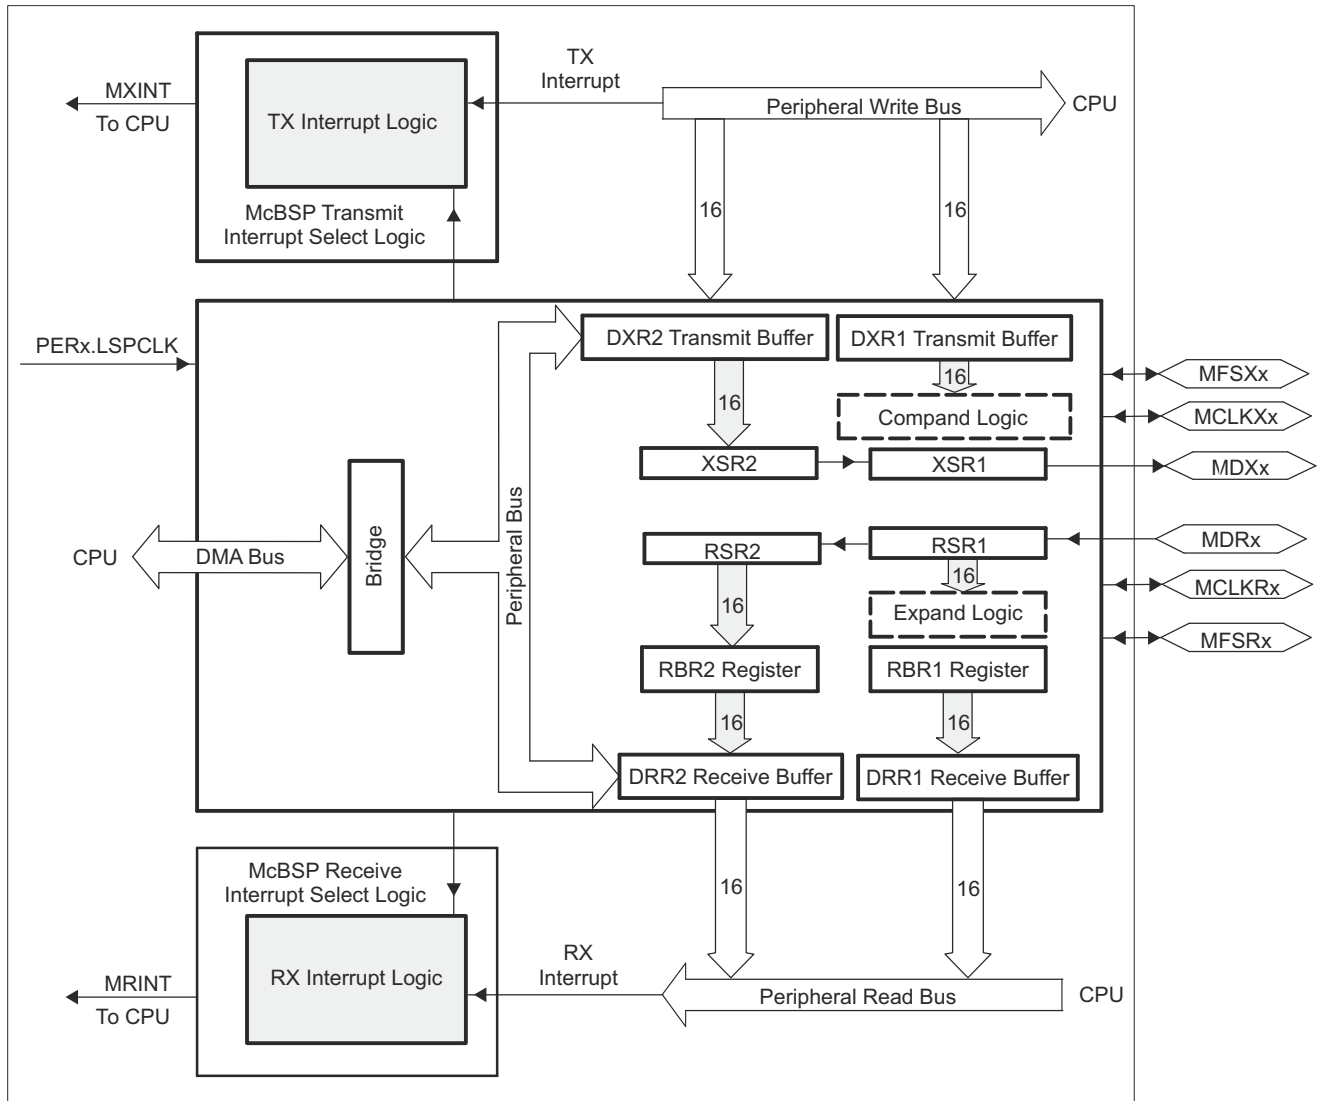 MXINT
To CPU
TX Interrupt Logic
McBSP Transmit
Interrupt Select Logic
TX
Interrupt
Peripheral Write Bus
CPU
16
16
PERx.LSPCLK
DXR2 Transmit Buffer
DXR1 Transmit Buffer
16
16
Compand Logic
XSR2
XSR1
MFSXx
MCLKXx
MDXx
CPU
DMA Bus
Bridge
Peripheral Bus
RSR2
RSR1
16
16
Expand Logic
RBR2 Register
RBR1 Register
16
16
DRR2 Receive Buffer
DRR1 Receive Buffer
MDRx
MCLKRx
MFSRx
McBSP Receive
Interrupt Select Logic
RX Interrupt Logic
MRINT
To CPU
RX
Interrupt
16
16
Peripheral Read Bus
CPU